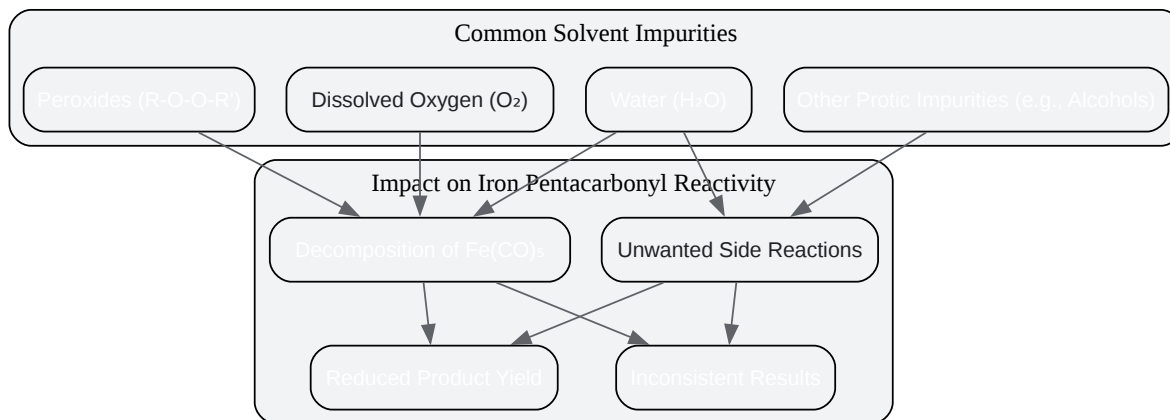 Common Solvent Impurities
Peroxides (R-O-O-R')
Dissolved Oxygen (O₂)
Water (H₂O)
Other Protic Impurities (e.g., Alcohols)
Impact on Iron Pentacarbonyl Reactivity
Decomposition of Fe(CO)₅
Unwanted Side Reactions
Reduced Product Yield
Inconsistent Results